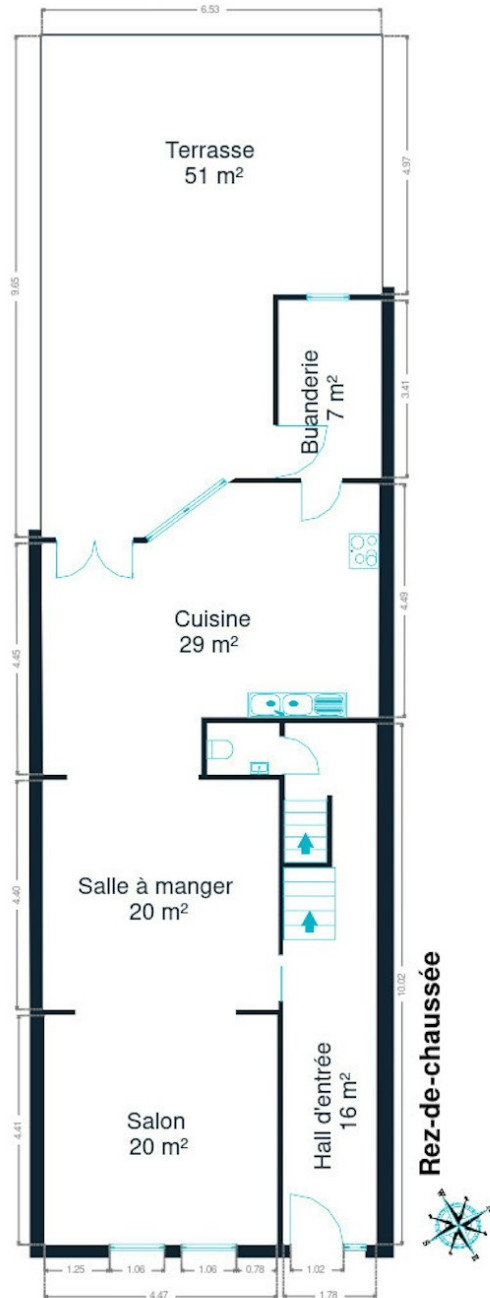 6.53
Terrasse
51 m²
4.97
9.65
Buanderie
7 m²
3.41
Cuisine
29 m²
4.49
4.45
Salle à manger
20 m²
4.40
10.02
Rez-de-chaussée
Hall d'entrée
16 m²
Salon
20 m²
4.41
1.25
1.06
1.06
0.78
1.02
4.47
1.78